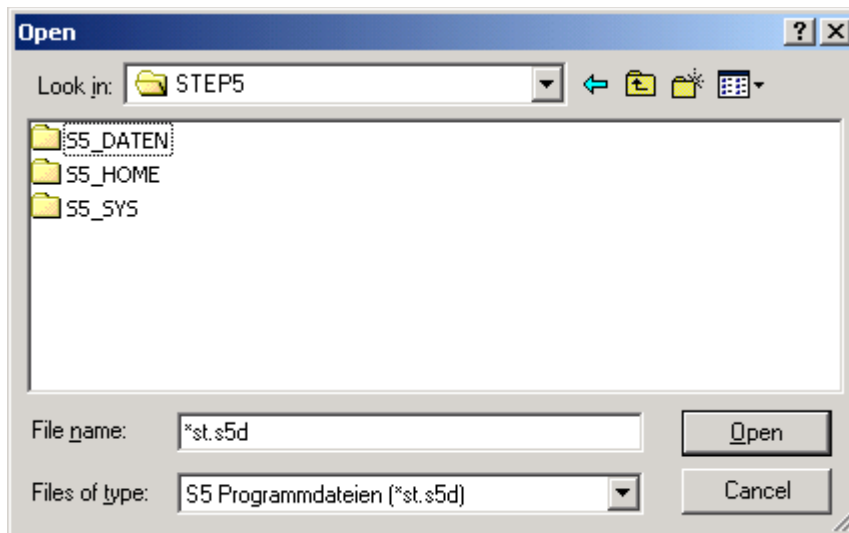 Open
Look in: STEP5
S5_DATEN
S5_HOME
S5_SYS
File name: *st.s5d Open
Files of type: S5 Programmdateien (*st.s5d) Cancel